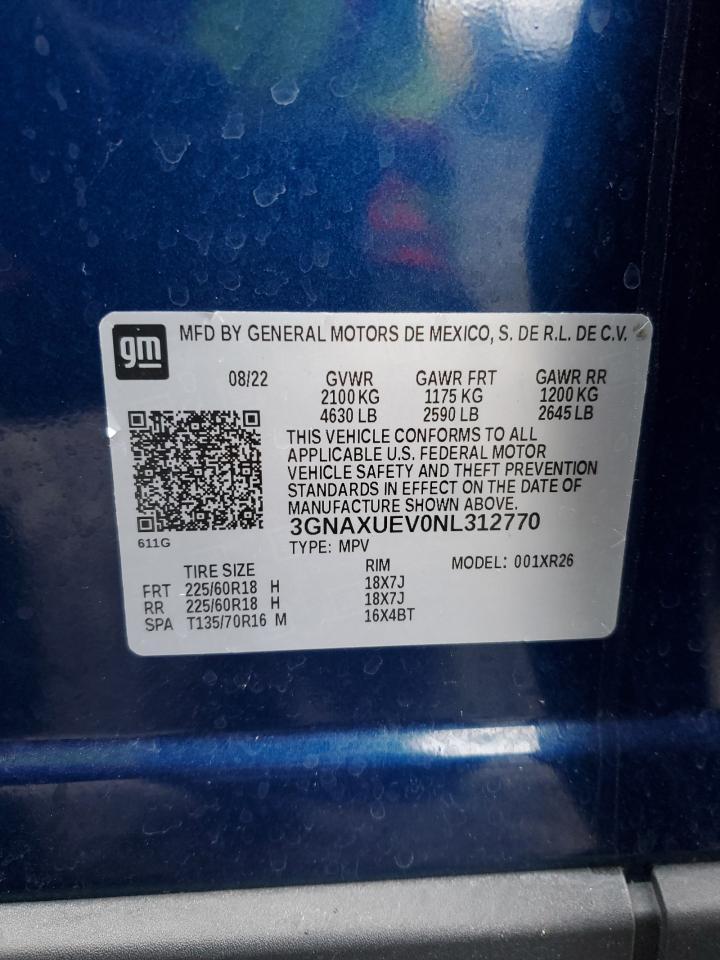 gm
MFD BY GENERAL MOTORS DE MEXICO, S. DE R.L. DE C.V.
08/22 GVWR GAWR FRT GAWR RR
2100 KG 1175 KG 1200 KG
4630 LB 2590 LB 2645 LB
THIS VEHICLE CONFORMS TO ALL
APPLICABLE U.S. FEDERAL MOTOR
VEHICLE SAFETY AND THEFT PREVENTION
STANDARDS IN EFFECT ON THE DATE OF
MANUFACTURE SHOWN ABOVE.
3GNAXUEV0NL312770
611G
TYPE: MPV
TIRE SIZE RIM MODEL: 001XR26
FRT 225/60R18 H 18X7J
RR 225/60R18 H 18X7J
SPA T135/70R16 M 16X4BT